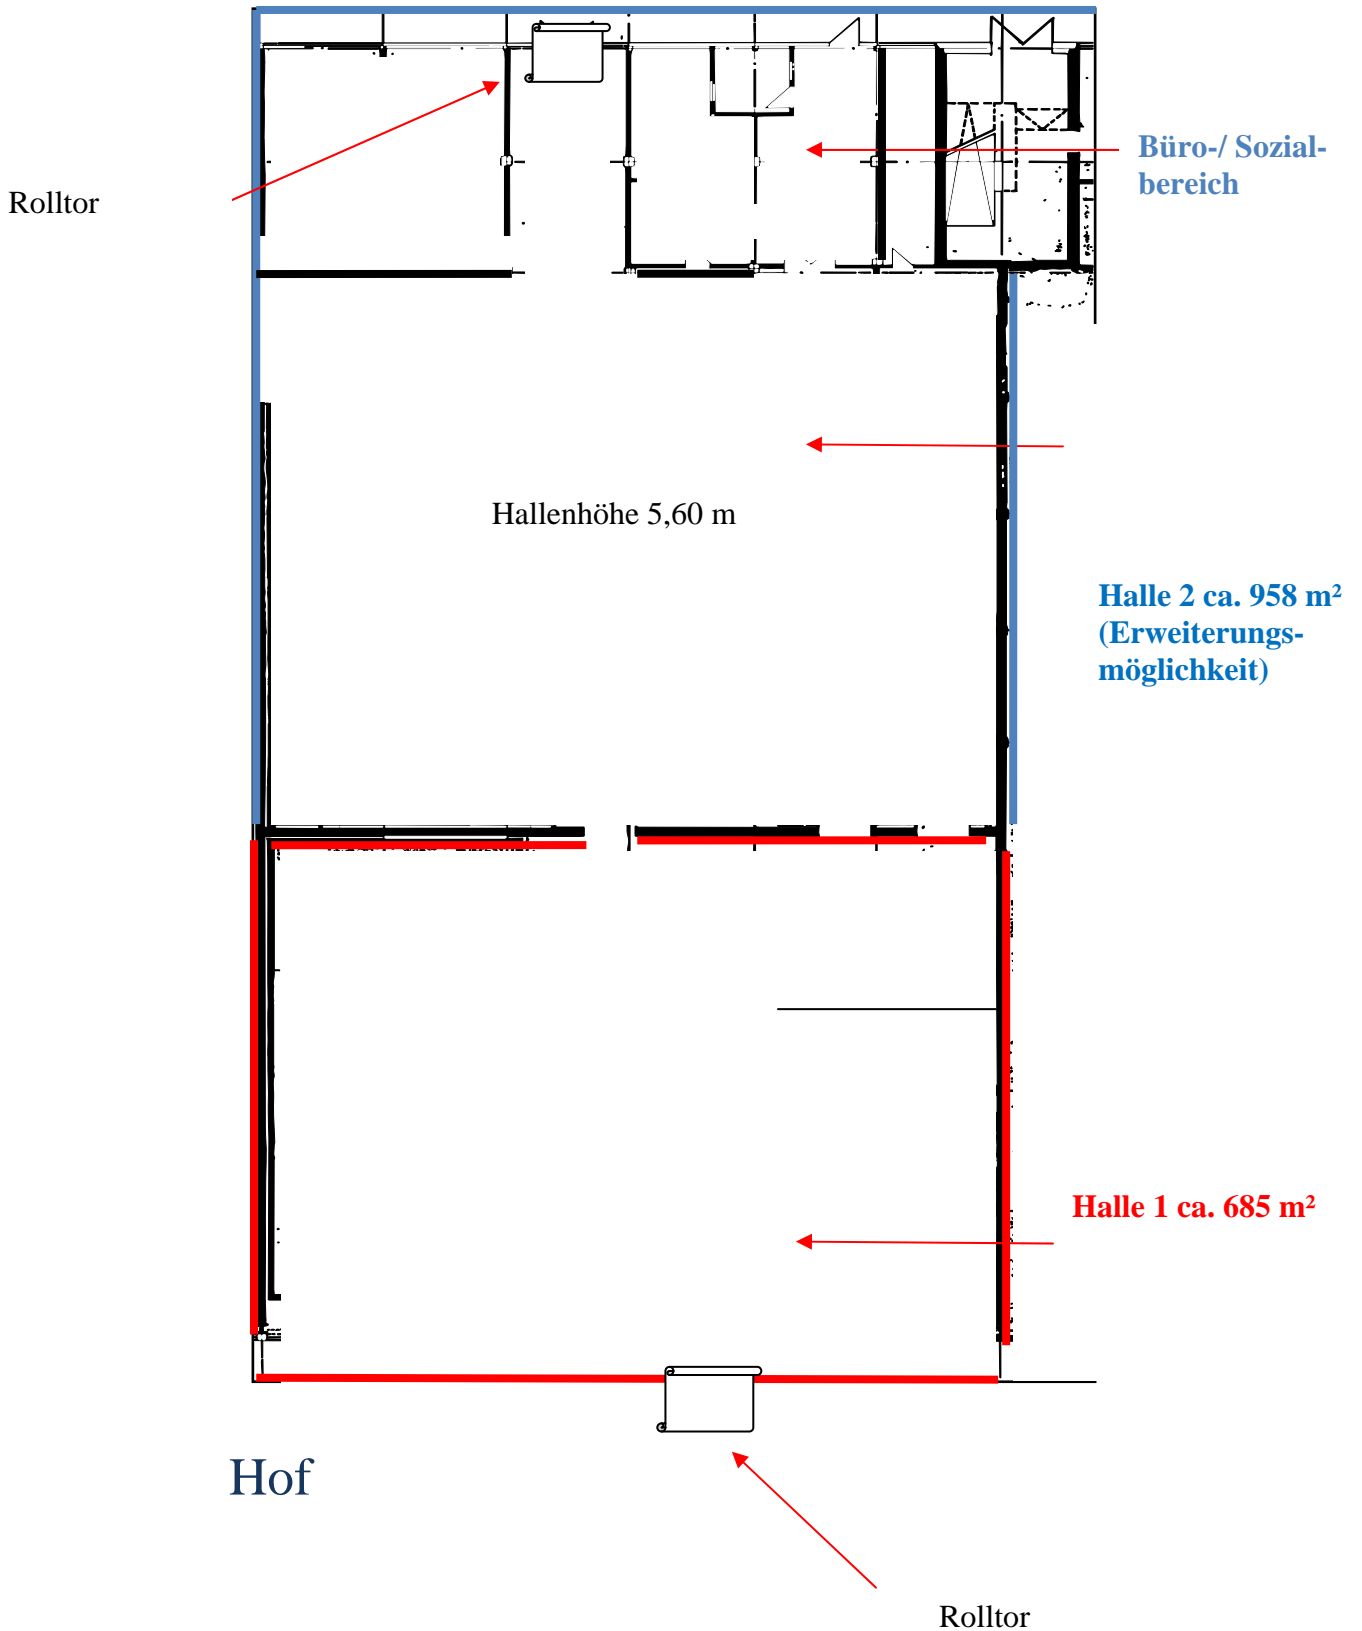 Büro-/ Sozial-
bereich
Rolltor
Hallenhöhe 5,60 m
Halle 2 ca. 958 m²
(Erweiterungs-
möglichkeit)
Halle 1 ca. 685 m²
Hof
Rolltor